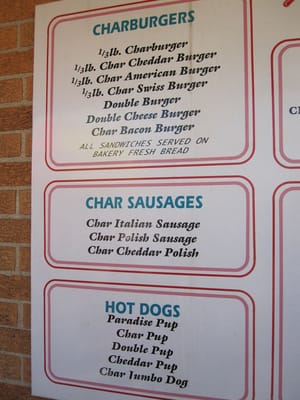 CHARBURGERS
1/3lb. Charburger
1/3lb. Char Cheddar Burger
1/3lb. Char American Burger
1/3lb. Char Swiss Burger
Double Burger
Double Cheese Burger
Char Bacon Burger
ALL SANDWICHES SERVED ON
BAKERY FRESH BREAD
CHAR SAUSAGES
Char Italian Sausage
Char Polish Sausage
Char Cheddar Polish
HOT DOGS
Paradise Pup
Char Pup
Double Pup
Cheddar Pup
Char Jumbo Dog